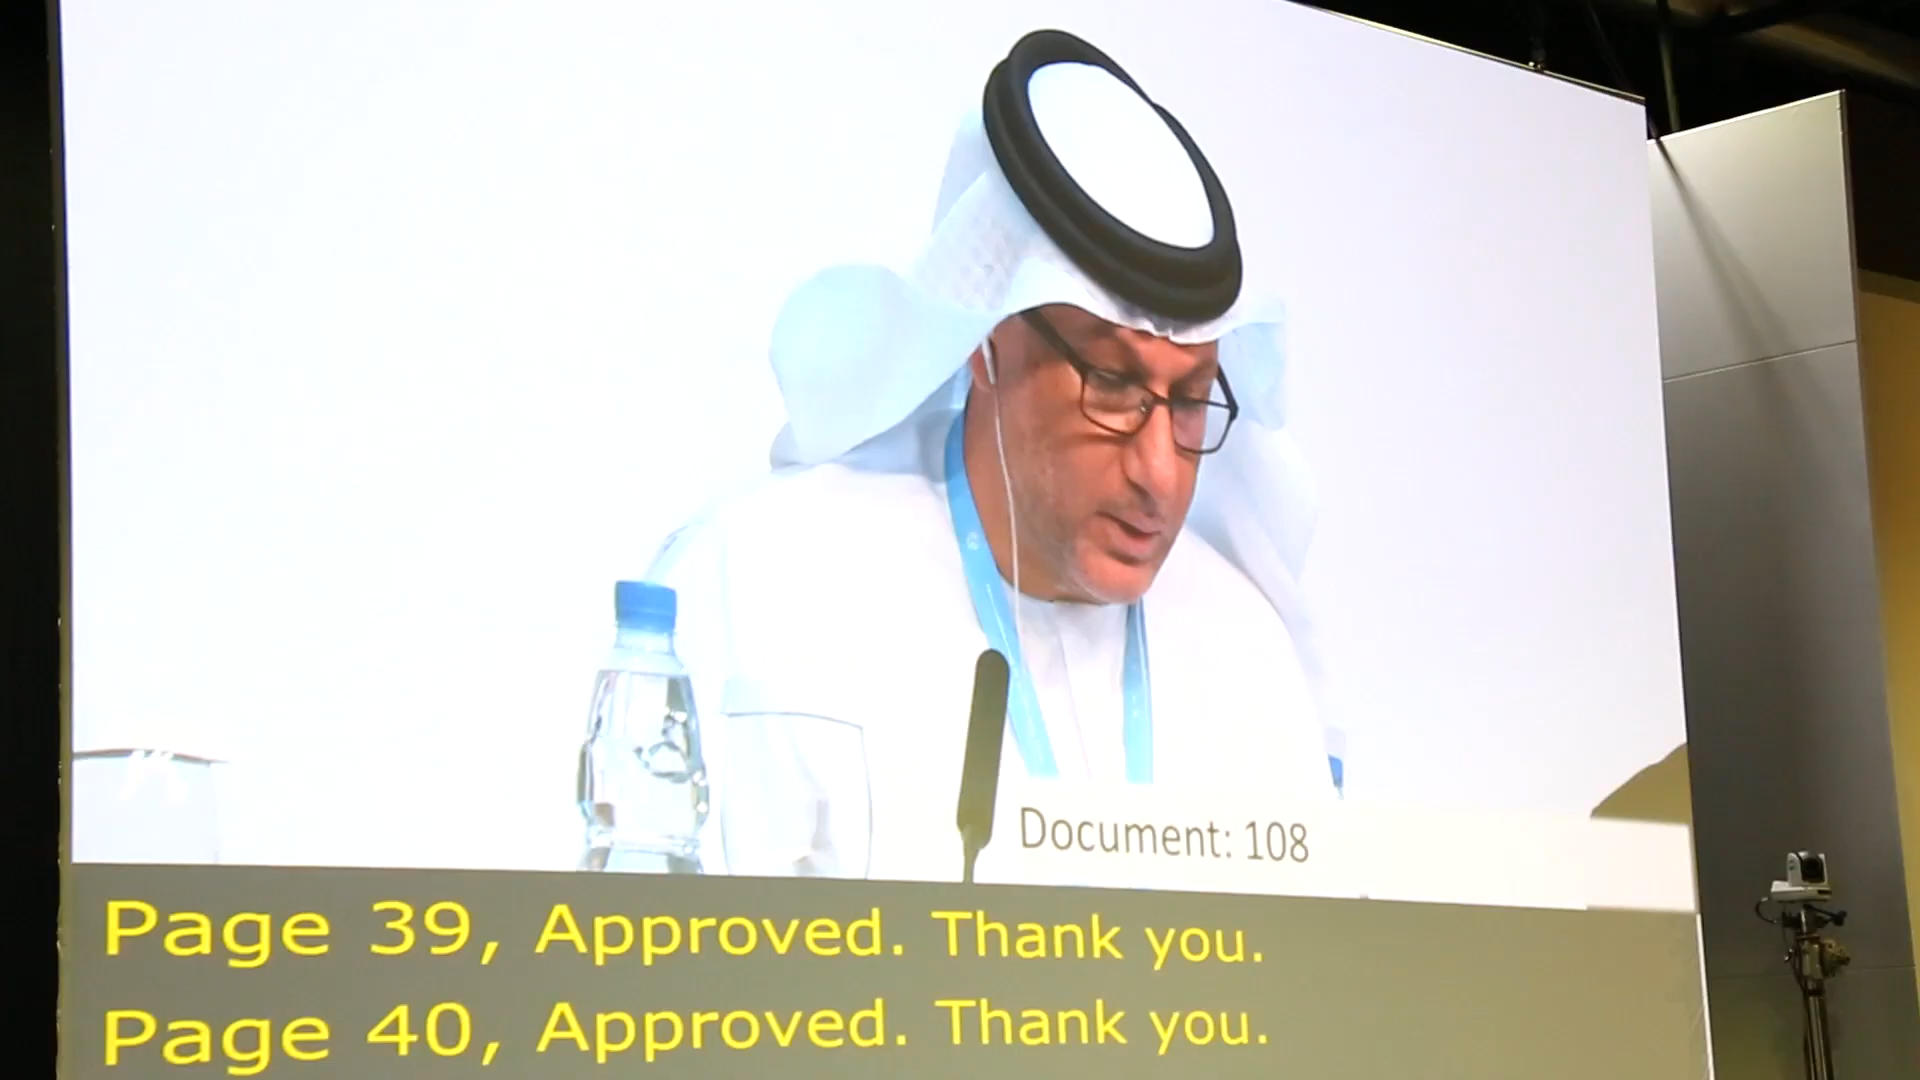 Document: 108
Page 39, Approved. Thank you.
Page 40, Approved. Thank you.